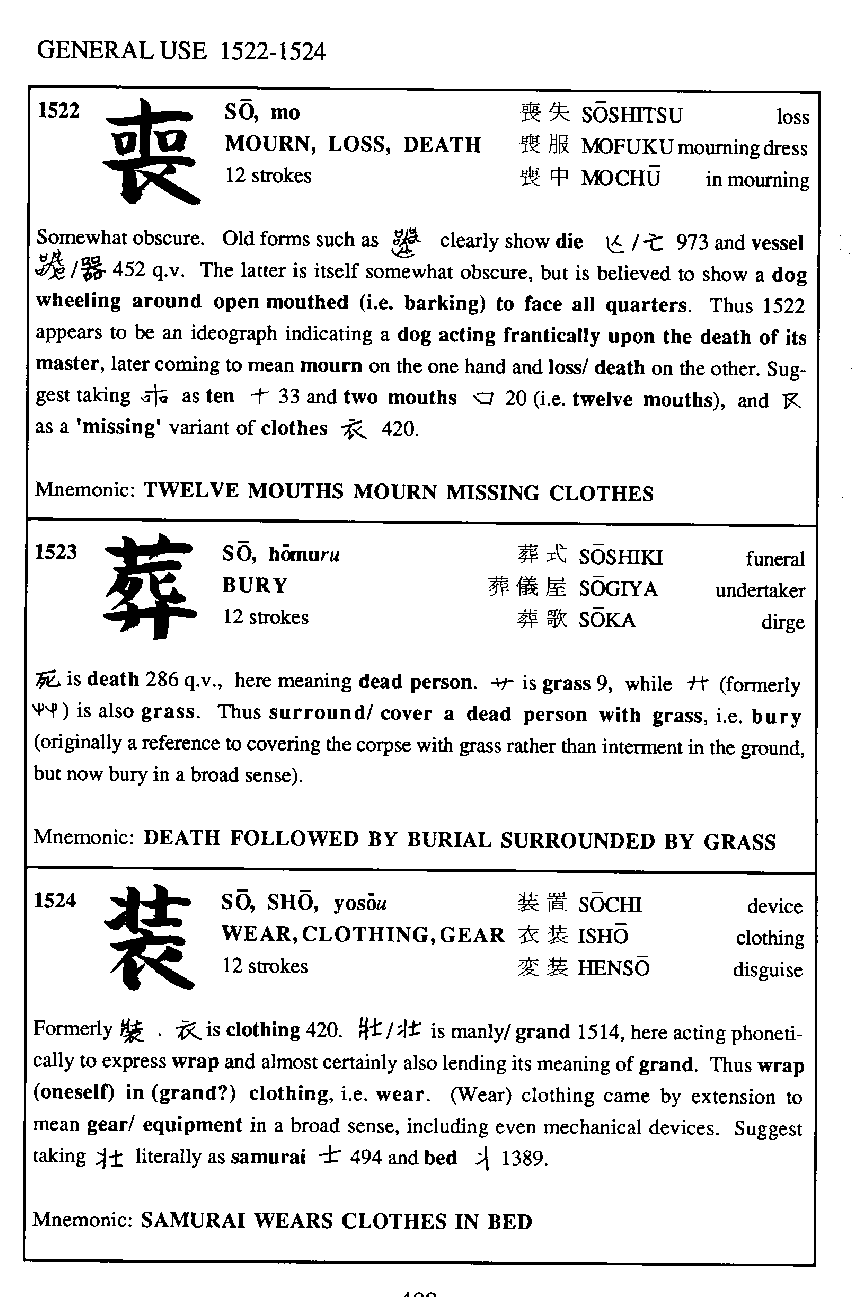 GENERAL USE 1522-1524
1522 喪 SŌ, mo 喪失 SŌSHITSU loss
MOURN, LOSS, DEATH 喪服 MOFUKU mourning dress
12 strokes 喪中 MOCHŪ in mourning
Somewhat obscure. Old forms such as clearly show die / 973 and vessel
/器 452 q.v. The latter is itself somewhat obscure, but is believed to show a dog
wheeling around open mouthed (i.e. barking) to face all quarters. Thus 1522
appears to be an ideograph indicating a dog acting frantically upon the death of its
master, later coming to mean mourn on the one hand and loss/ death on the other. Sug-
gest taking as ten 十 33 and two mouths 口 20 (i.e. twelve mouths), and
as a 'missing' variant of clothes 衣 420.
Mnemonic: TWELVE MOUTHS MOURN MISSING CLOTHES
1523 葬 SŌ, hōmuru 葬式 SŌSHIKI funeral
BURY 葬儀屋 SŌGIYA undertaker
12 strokes 葬歌 SŌKA dirge
死 is death 286 q.v., here meaning dead person. 艹 is grass 9, while 廾 (formerly
艸) is also grass. Thus surround/ cover a dead person with grass, i.e. bury
(originally a reference to covering the corpse with grass rather than interment in the ground,
but now bury in a broad sense).
Mnemonic: DEATH FOLLOWED BY BURIAL SURROUNDED BY GRASS
1524 装 SŌ, SHŌ, yosōu 装置 SŌCHI device
WEAR, CLOTHING, GEAR 衣装 ISHŌ clothing
12 strokes 変装 HENSŌ disguise
Formerly 裝 . 衣 is clothing 420. 壯/壮 is manly/ grand 1514, here acting phoneti-
cally to express wrap and almost certainly also lending its meaning of grand. Thus wrap
(oneself) in (grand?) clothing, i.e. wear. (Wear) clothing came by extension to
mean gear/ equipment in a broad sense, including even mechanical devices. Suggest
taking 壮 literally as samurai 士 494 and bed 丬 1389.
Mnemonic: SAMURAI WEARS CLOTHES IN BED